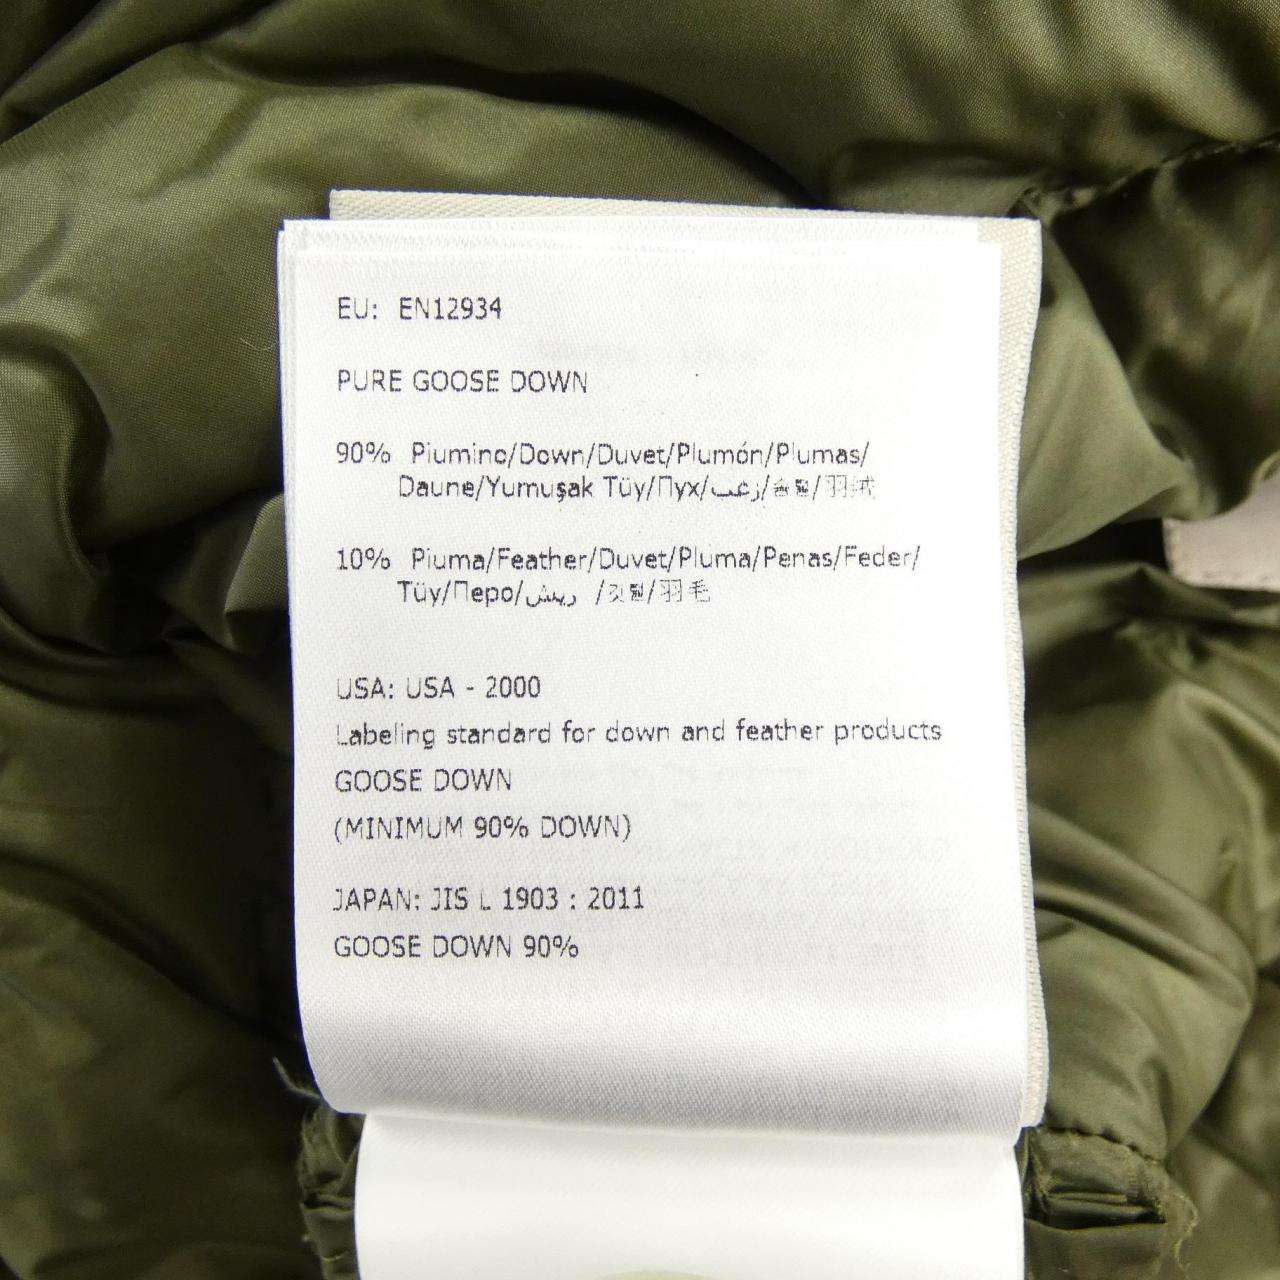 EU: EN12934
PURE GOOSE DOWN
90% Piumino/Down/Duvet/Plumón/Plumas/
Daune/Yumuşak Tüy/Пух/زغب/솜털/羽绒
10% Piuma/Feather/Duvet/Pluma/Penas/Feder/
Tüy/Перо/ريش /깃털/羽毛
USA: USA - 2000
Labeling standard for down and feather products
GOOSE DOWN
(MINIMUM 90% DOWN)
JAPAN: JIS L 1903 : 2011
GOOSE DOWN 90%